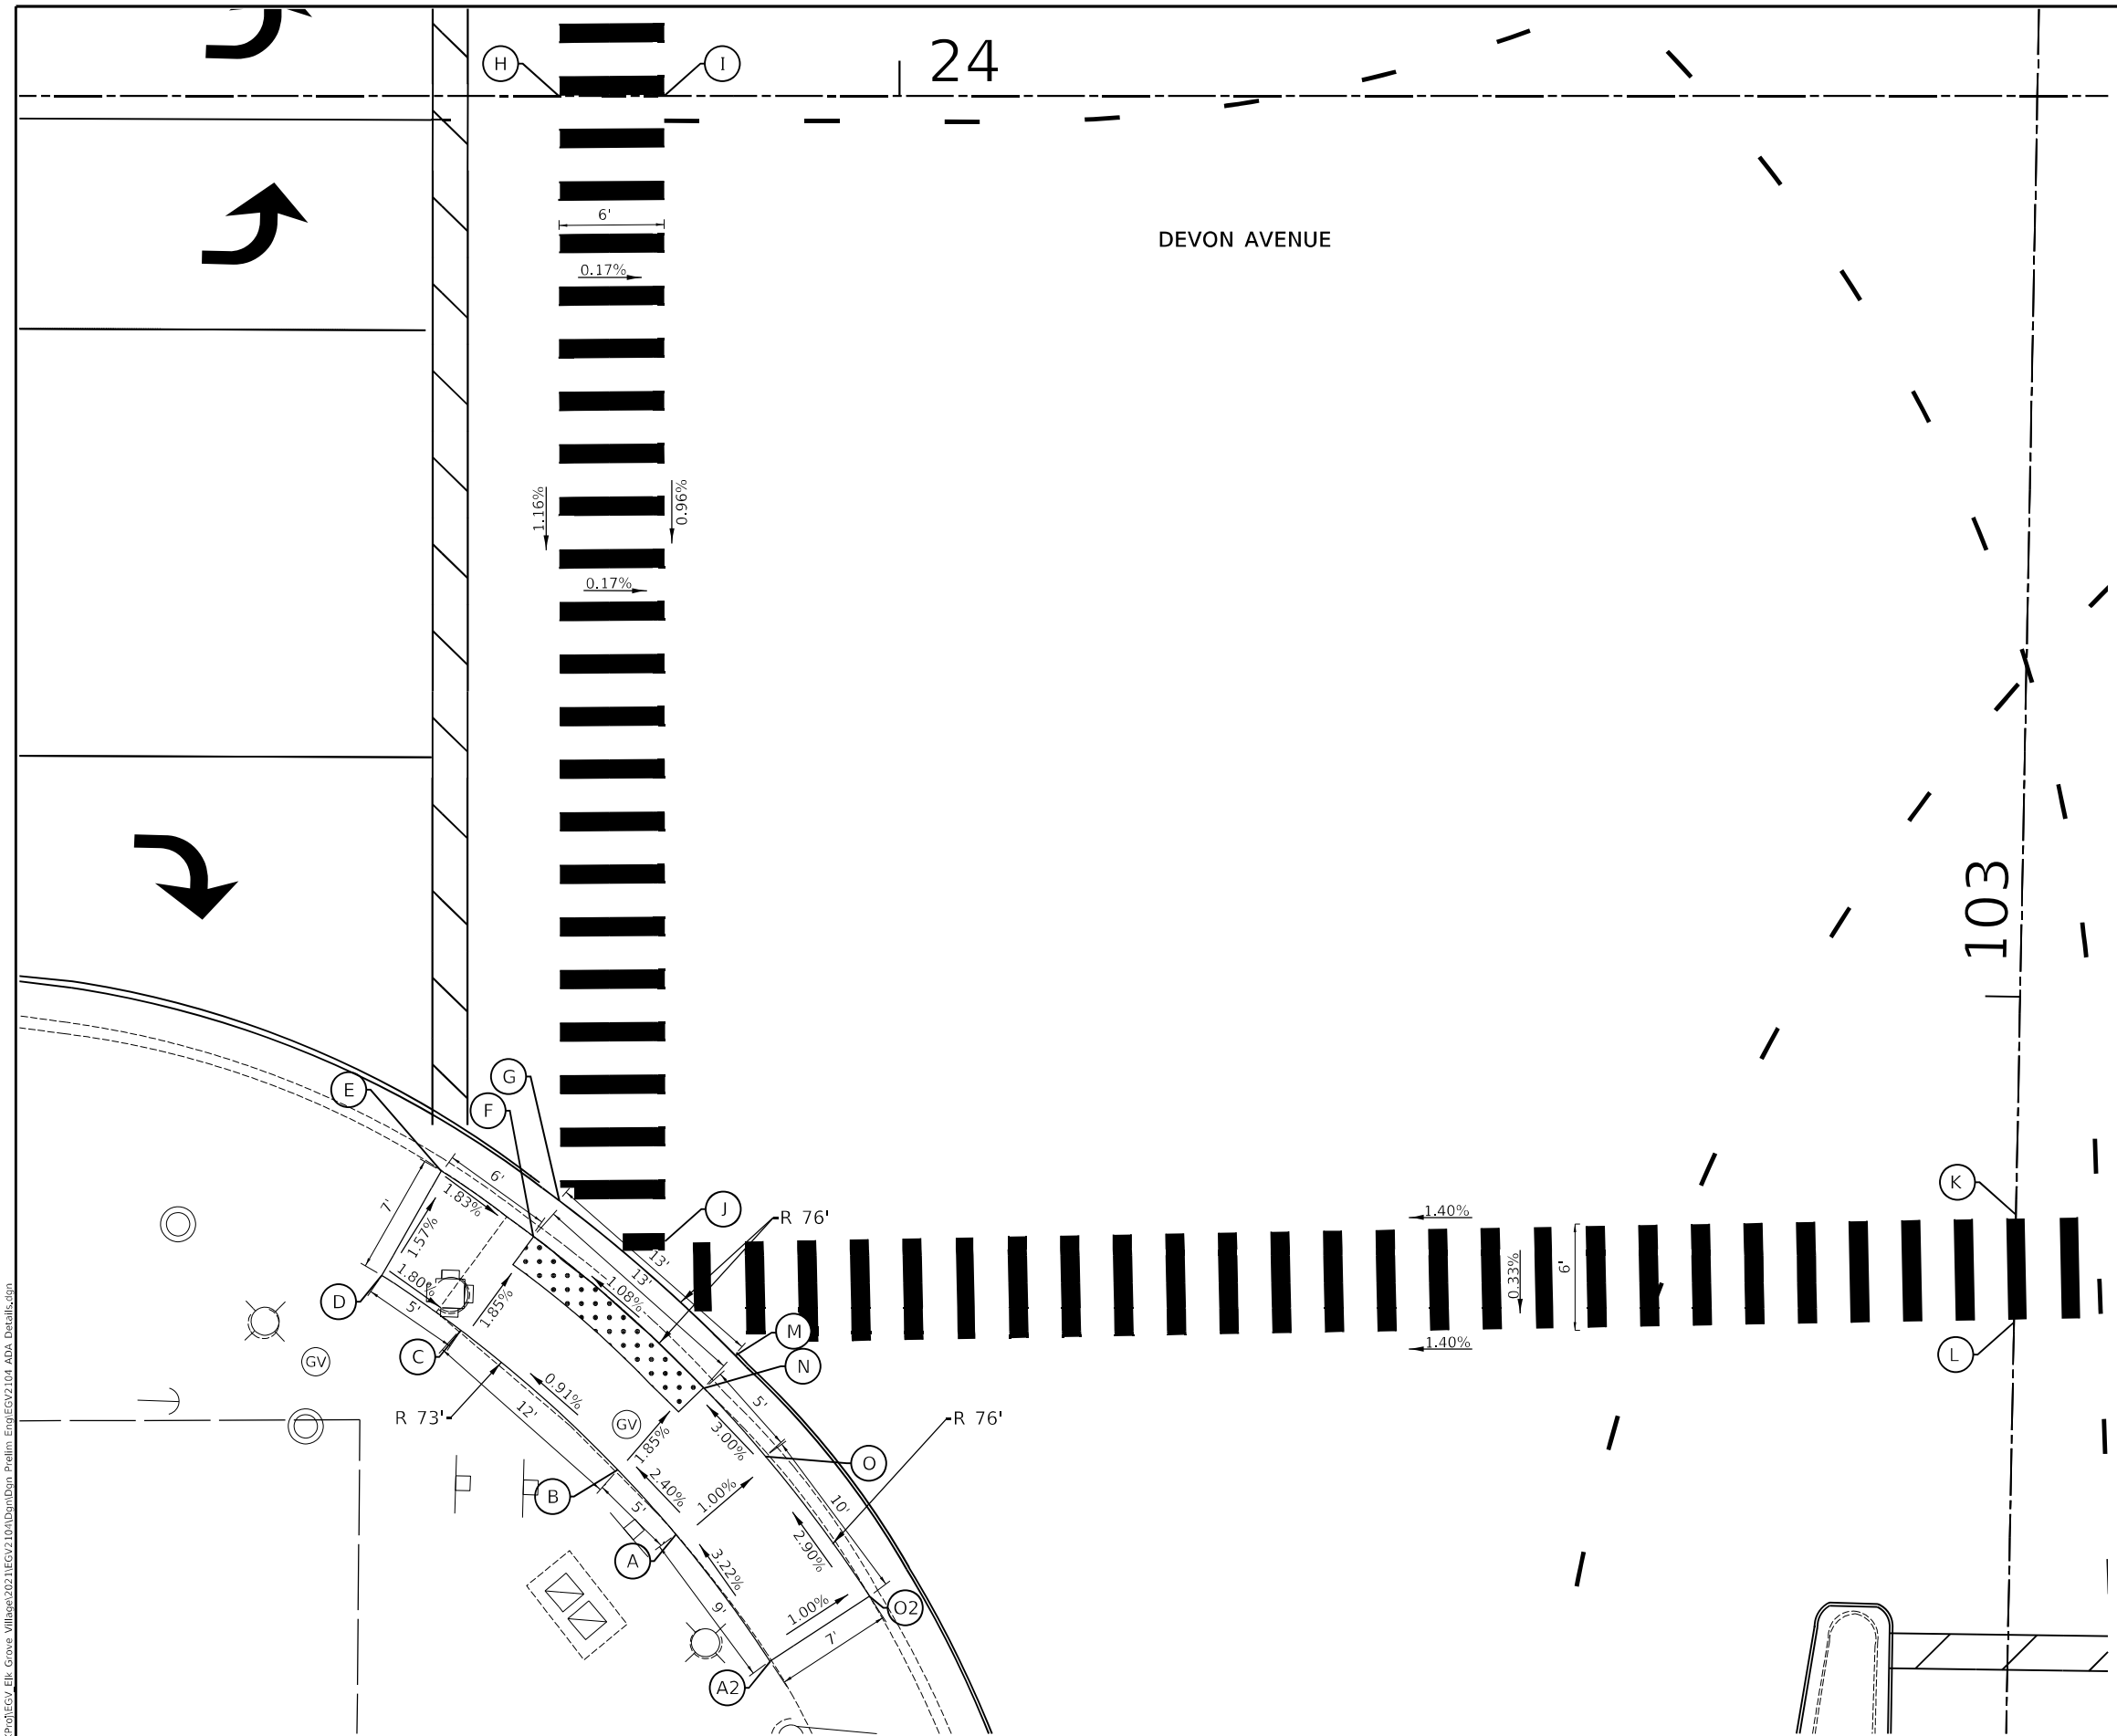 H
I
24
6'
DEVON AVENUE
0.17%
1.16%
0.96%
0.17%
103
E
G
F
6'
7'
1.83%
1.57%
1.80%
D
5'
C
1.85%
J
R 76'
13'
13'
1.08%
1.40%
0.33%
6'
1.40%
K
L
M
N
0.91%
12'
R 73'
GV
GV
1.85%
3.00%
5'
R 76'
O
B
2.40%
1.00%
5'
10'
A
3.22%
2.90%
9'
1.00%
O2
7'
A2
\Proj\EGV Elk Grove Village\2021\EGV2104\Dgn\Dgn Prelim Eng\EGV2104 ADA Details.dgn